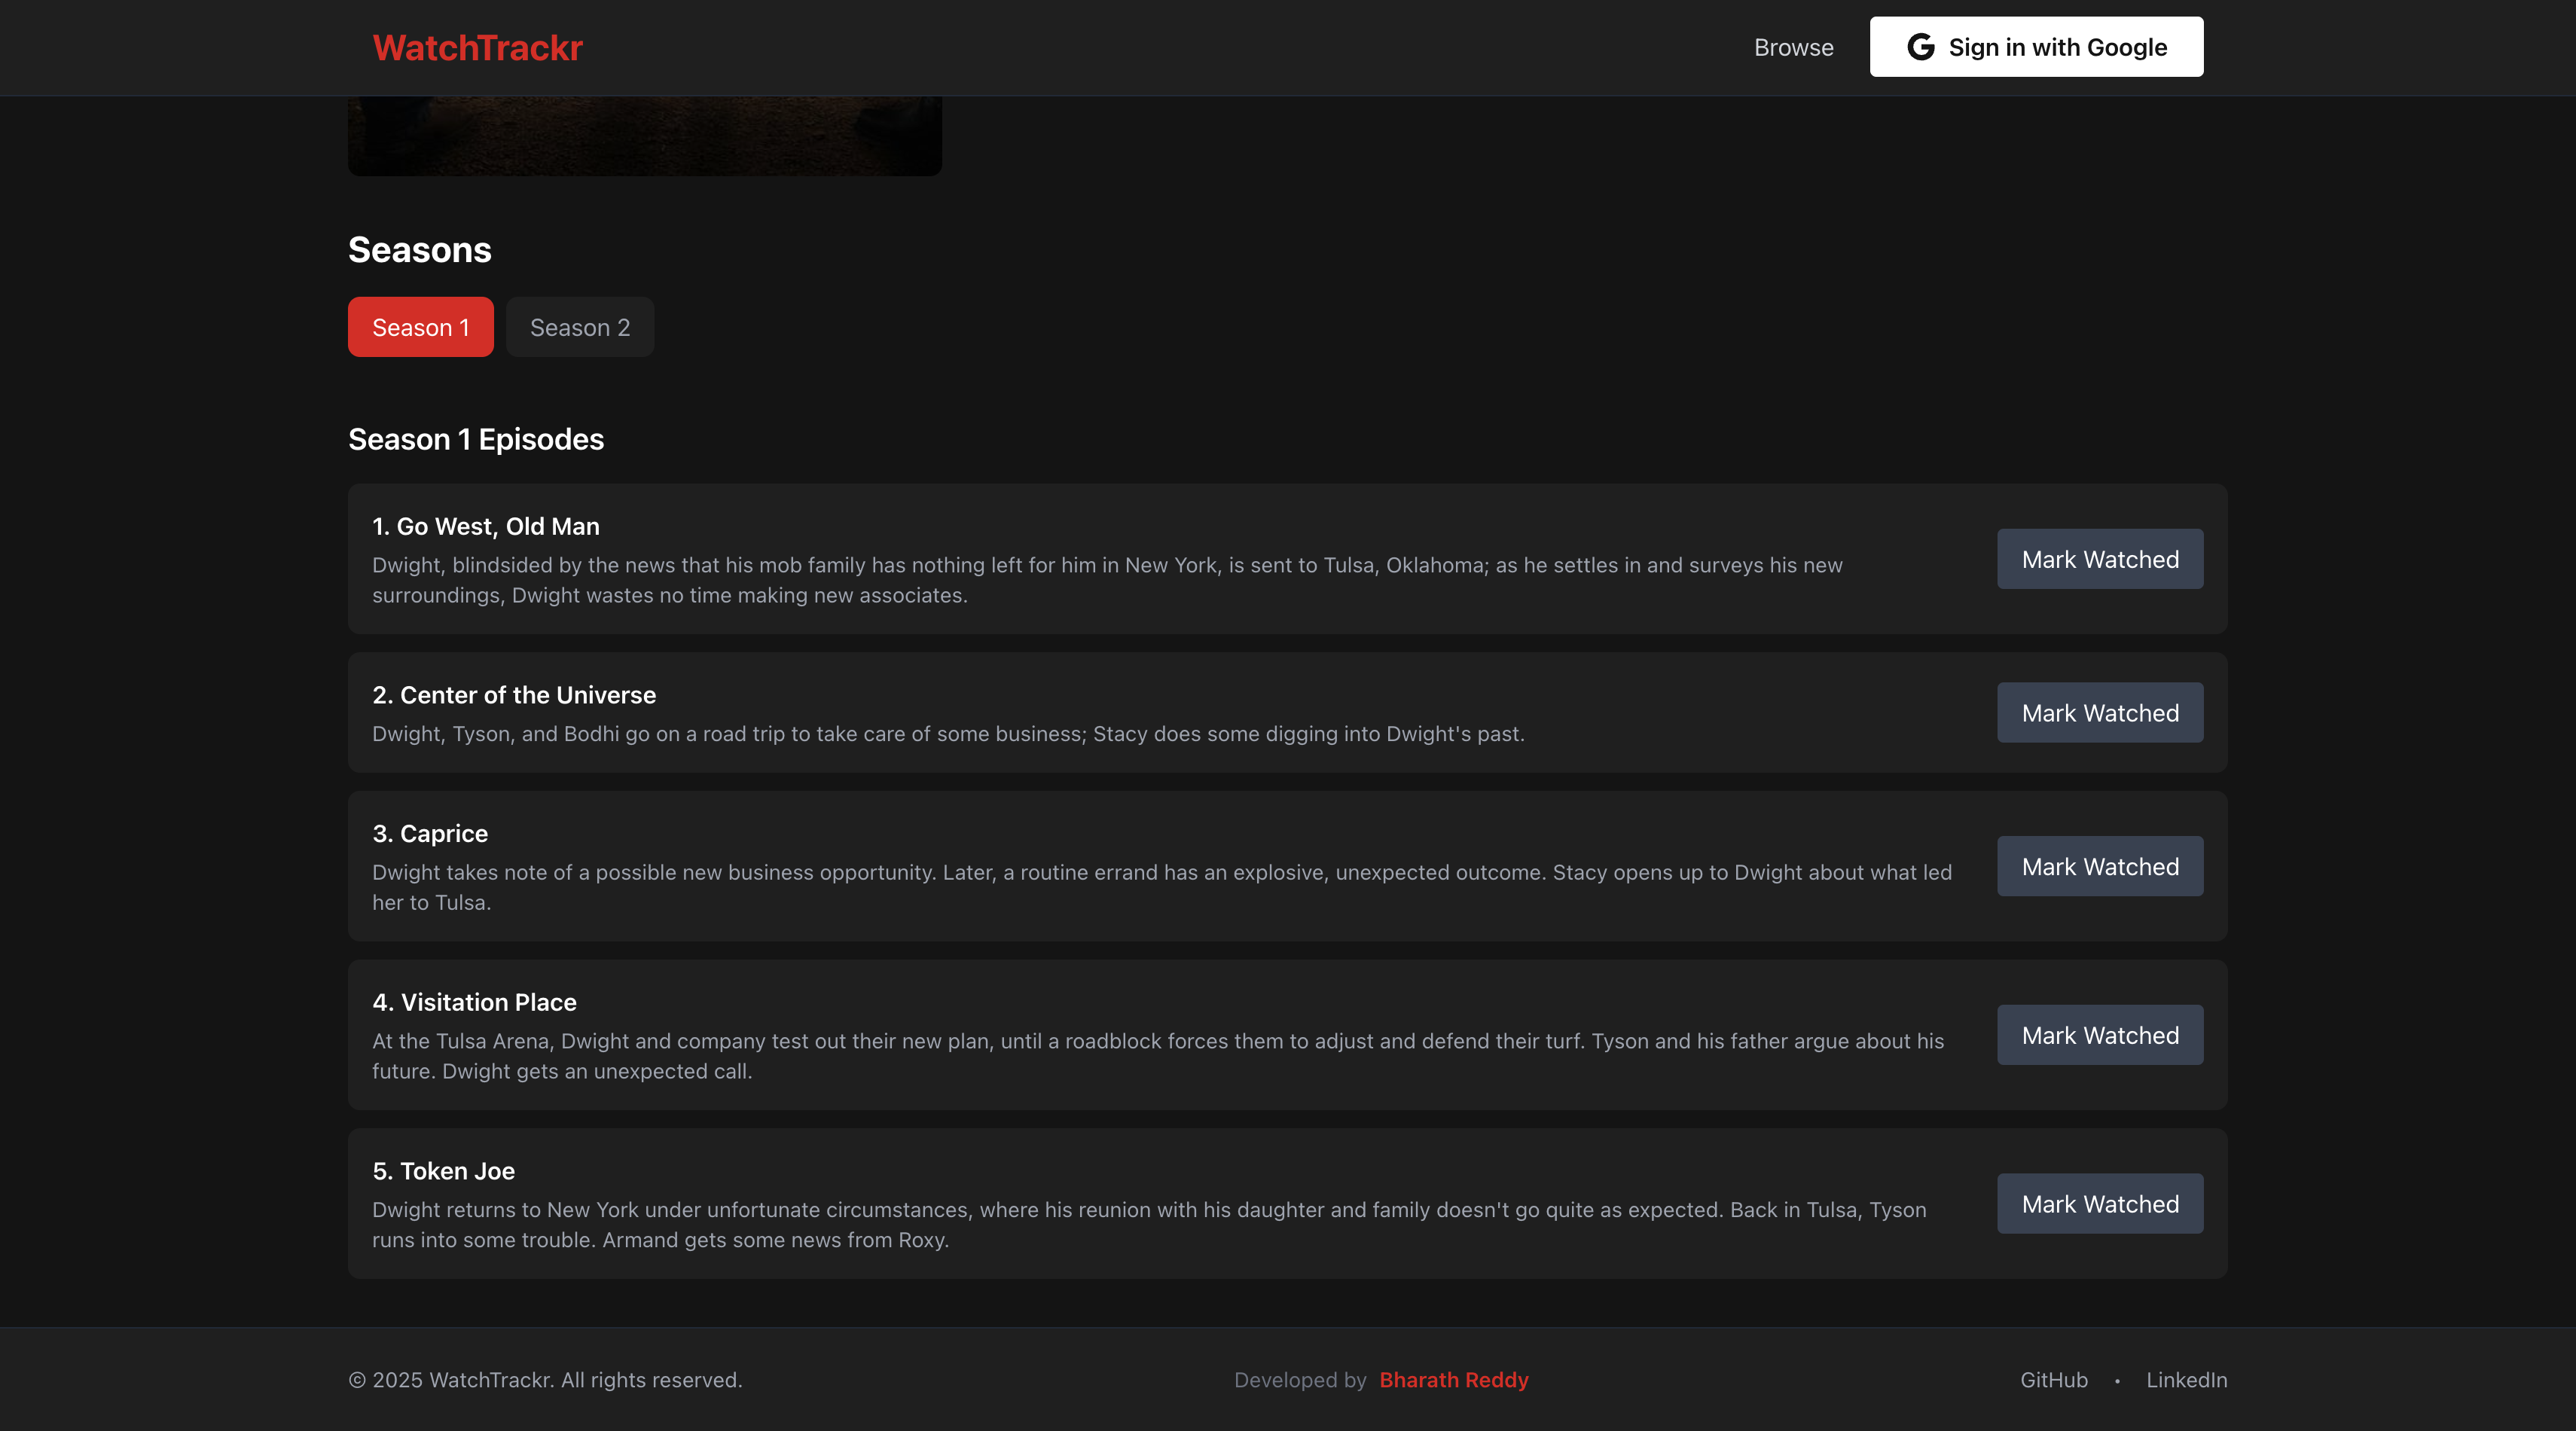 WatchTrackr
Browse
Sign in with Google
Seasons
Season 1
Season 2
Season 1 Episodes
1. Go West, Old Man
Dwight, blindsided by the news that his mob family has nothing left for him in New York, is sent to Tulsa, Oklahoma; as he settles in and surveys his new
surroundings, Dwight wastes no time making new associates.
Mark Watched
2. Center of the Universe
Dwight, Tyson, and Bodhi go on a road trip to take care of some business; Stacy does some digging into Dwight's past.
Mark Watched
3. Caprice
Dwight takes note of a possible new business opportunity. Later, a routine errand has an explosive, unexpected outcome. Stacy opens up to Dwight about what led
her to Tulsa.
Mark Watched
4. Visitation Place
At the Tulsa Arena, Dwight and company test out their new plan, until a roadblock forces them to adjust and defend their turf. Tyson and his father argue about his
future. Dwight gets an unexpected call.
Mark Watched
5. Token Joe
Dwight returns to New York under unfortunate circumstances, where his reunion with his daughter and family doesn't go quite as expected. Back in Tulsa, Tyson
runs into some trouble. Armand gets some news from Roxy.
Mark Watched
© 2025 WatchTrackr. All rights reserved.
Developed by Bharath Reddy
GitHub • LinkedIn